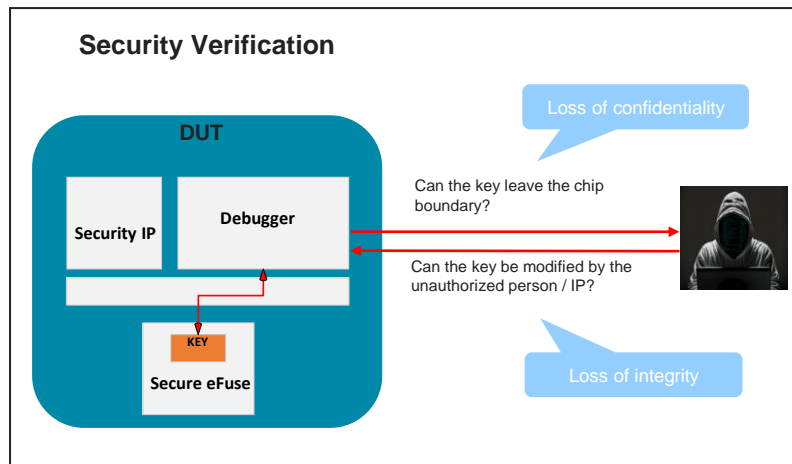 Security Verification
Loss of confidentiality
DUT
Security IP
Debugger
Can the key leave the chip
boundary?
Can the key be modified by the
unauthorized person / IP?
KEY
Secure eFuse
Loss of integrity